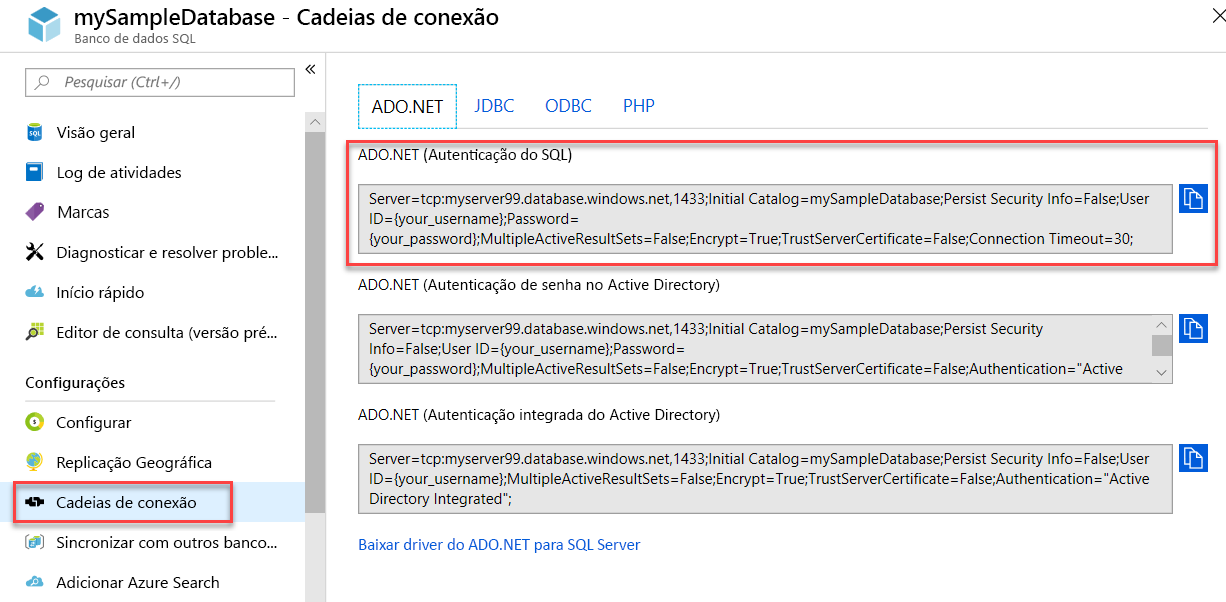 mySampleDatabase - Cadeias de conexão
Banco de dados SQL
Pesquisar (Ctrl+/)
«
Visão geral
Log de atividades
Marcas
Diagnosticar e resolver proble...
Início rápido
Editor de consulta (versão pré...
Configurações
Configurar
Replicação Geográfica
Cadeias de conexão
Sincronizar com outros banco...
Adicionar Azure Search
ADO.NET JDBC ODBC PHP
ADO.NET (Autenticação do SQL)
Server=tcp:myserver99.database.windows.net,1433;Initial Catalog=mySampleDatabase;Persist Security Info=False;User
ID={your_username};Password=
{your_password};MultipleActiveResultSets=False;Encrypt=True;TrustServerCertificate=False;Connection Timeout=30;
ADO.NET (Autenticação de senha no Active Directory)
Server=tcp:myserver99.database.windows.net,1433;Initial Catalog=mySampleDatabase;Persist Security
Info=False;User ID={your_username};Password=
{your_password};MultipleActiveResultSets=False;Encrypt=True;TrustServerCertificate=False;Authentication="Active
ADO.NET (Autenticação integrada do Active Directory)
Server=tcp:myserver99.database.windows.net,1433;Initial Catalog=mySampleDatabase;Persist Security Info=False;User
ID={your_username};MultipleActiveResultSets=False;Encrypt=True;TrustServerCertificate=False;Authentication="Active
Directory Integrated";
Baixar driver do ADO.NET para SQL Server